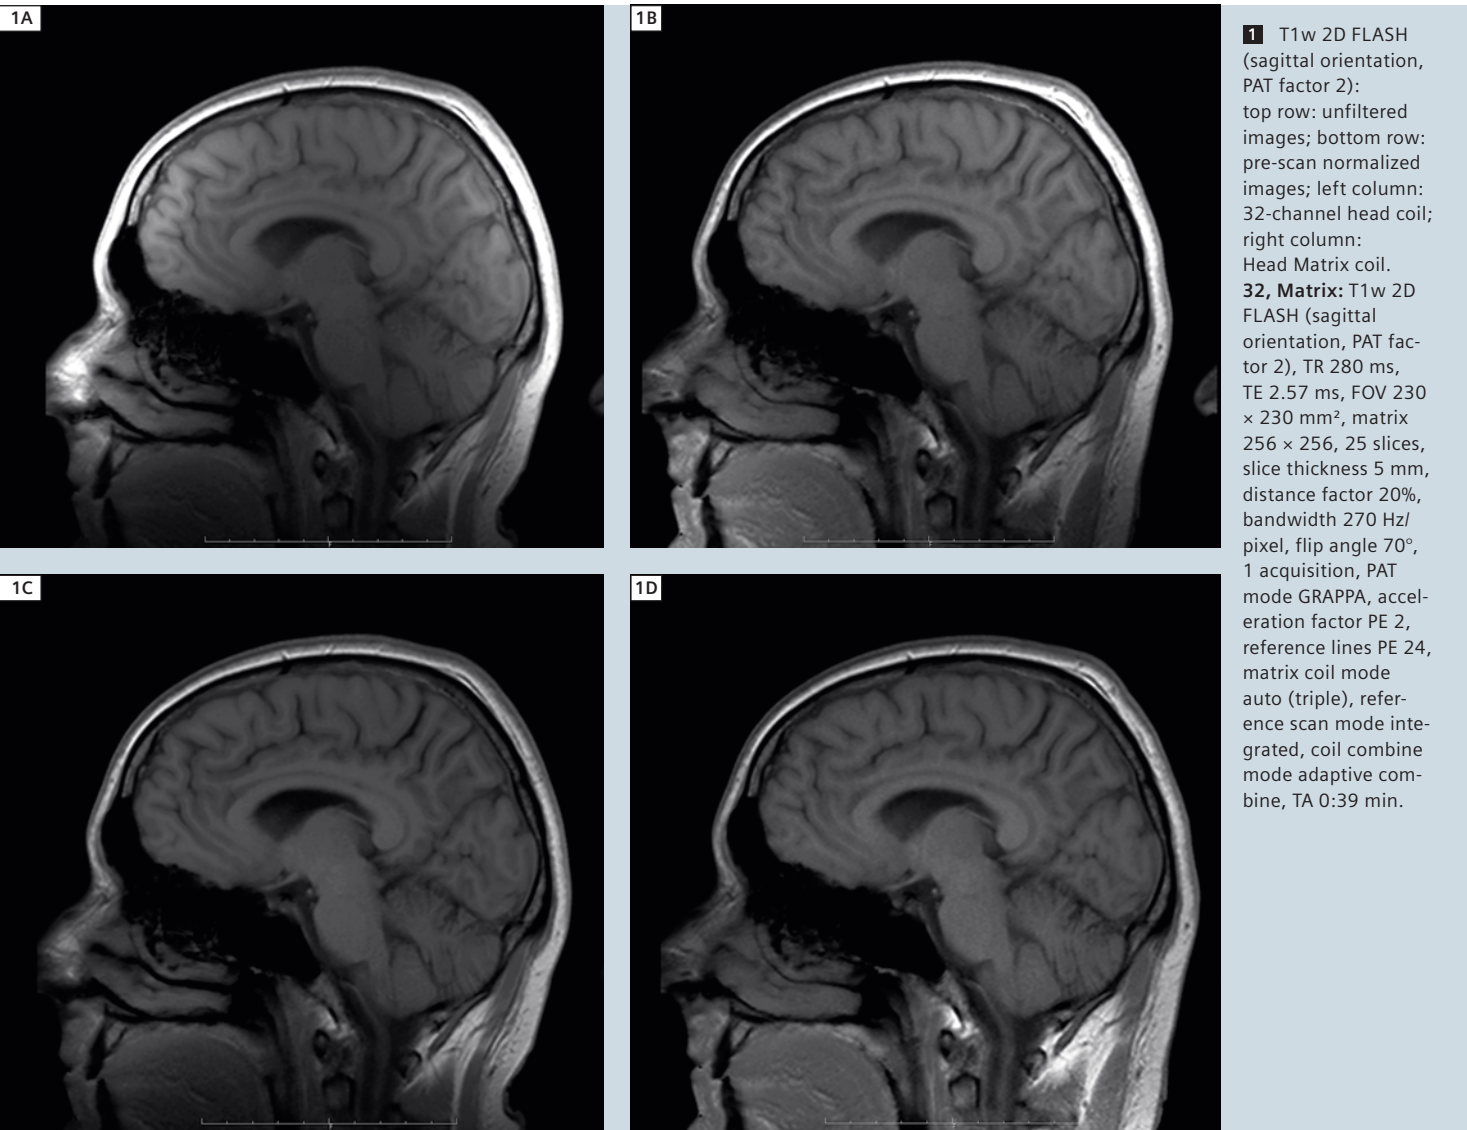 1A
1B
1 T1w 2D FLASH
(sagittal orientation,
PAT factor 2):
top row: unfiltered
images; bottom row:
pre-scan normalized
images; left column:
32-channel head coil;
right column:
Head Matrix coil.
32, Matrix: T1w 2D
FLASH (sagittal
orientation, PAT fac-
tor 2), TR 280 ms,
TE 2.57 ms, FOV 230
× 230 mm², matrix
256 × 256, 25 slices,
slice thickness 5 mm,
distance factor 20%,
bandwidth 270 Hz/
pixel, flip angle 70°,
1 acquisition, PAT
mode GRAPPA, accel-
eration factor PE 2,
reference lines PE 24,
matrix coil mode
auto (triple), refer-
ence scan mode inte-
grated, coil combine
mode adaptive com-
bine, TA 0:39 min.
1C
1D